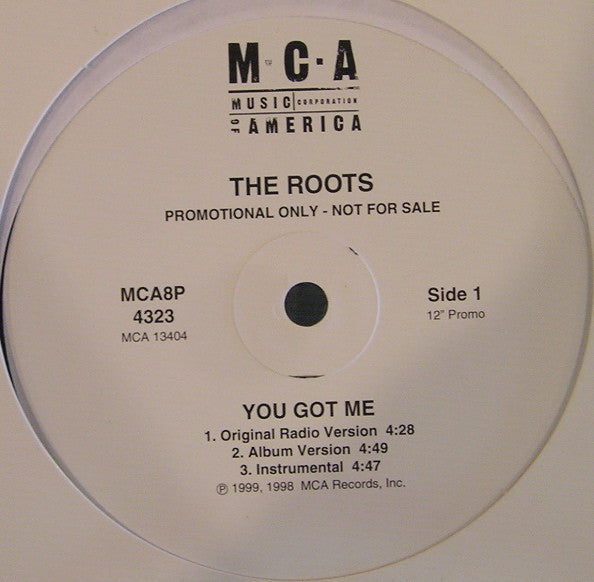 M·C·A
MUSIC CORPORATION
OF AMERICA
THE ROOTS
PROMOTIONAL ONLY - NOT FOR SALE
MCA8P
4323
MCA 13404
Side 1
12" Promo
YOU GOT ME
1. Original Radio Version 4:28
2. Album Version 4:49
3. Instrumental 4:47
℗ 1999, 1998 MCA Records, Inc.